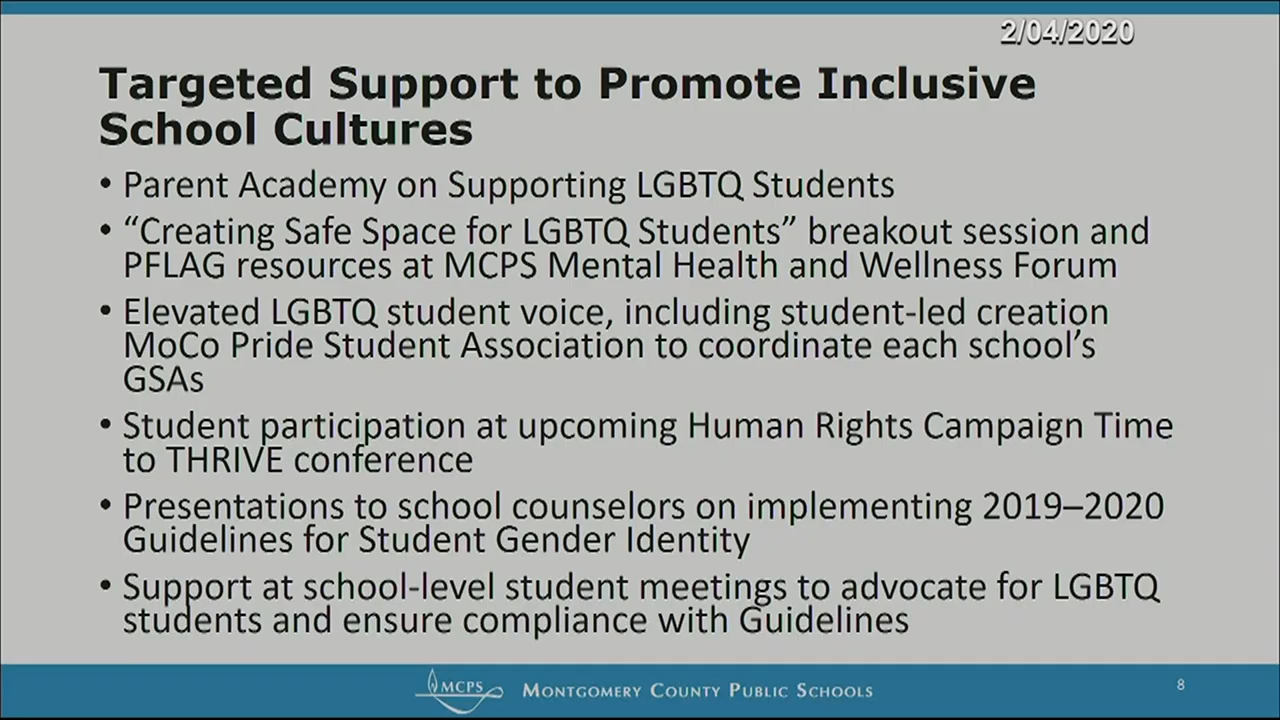 2/04/2020
Targeted Support to Promote Inclusive
School Cultures
• Parent Academy on Supporting LGBTQ Students
• “Creating Safe Space for LGBTQ Students” breakout session and
PFLAG resources at MCPS Mental Health and Wellness Forum
• Elevated LGBTQ student voice, including student-led creation
MoCo Pride Student Association to coordinate each school’s
GSAs
• Student participation at upcoming Human Rights Campaign Time
to THRIVE conference
• Presentations to school counselors on implementing 2019–2020
Guidelines for Student Gender Identity
• Support at school-level student meetings to advocate for LGBTQ
students and ensure compliance with Guidelines
MCPS MONTGOMERY COUNTY PUBLIC SCHOOLS
8